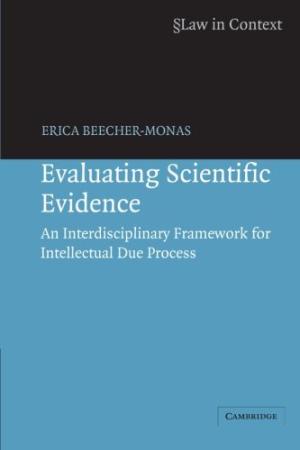 §Law in Context
ERICA BEECHER-MONAS
Evaluating Scientific
Evidence
An Interdisciplinary Framework for
Intellectual Due Process
CAMBRIDGE